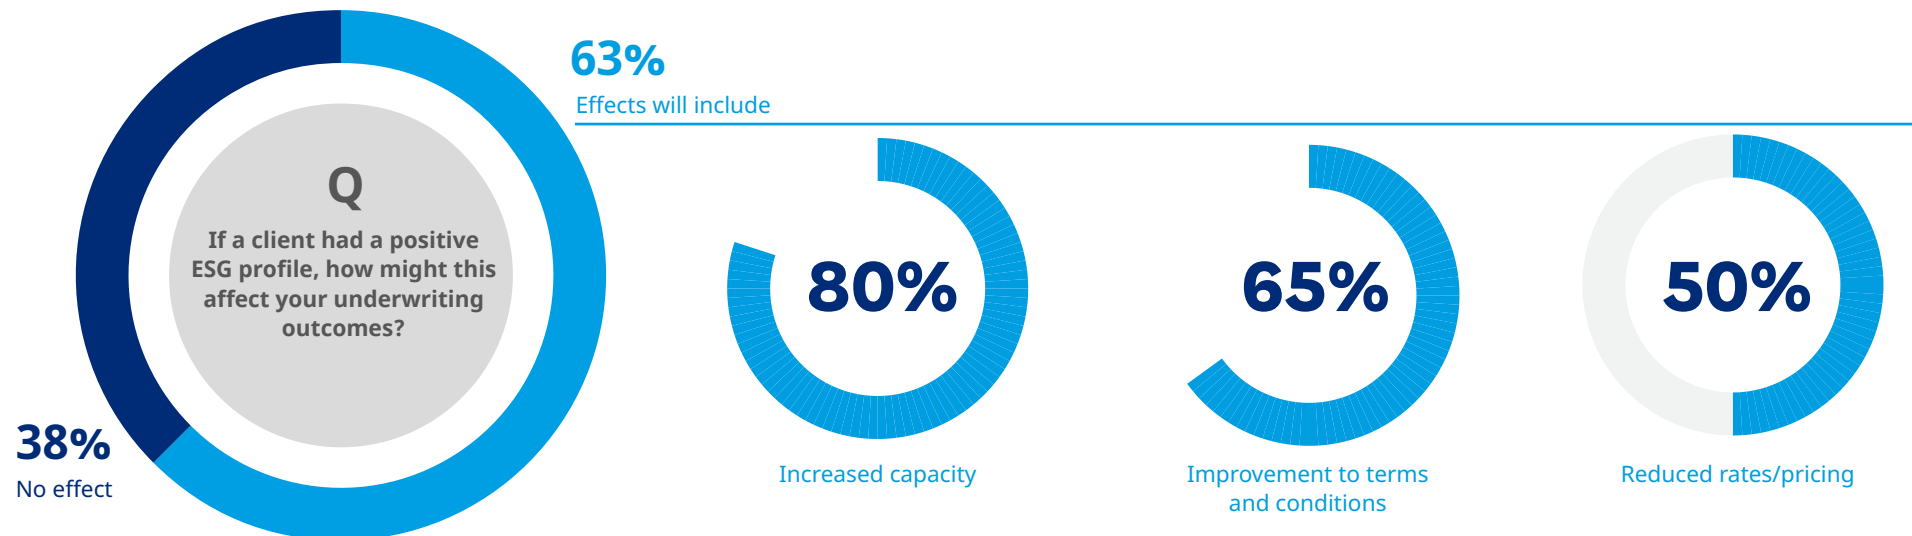 63%
Effects will include
Q
If a client had a positive
ESG profile, how might this
affect your underwriting
outcomes?
38%
No effect
80%
Increased capacity
65%
Improvement to terms
and conditions
50%
Reduced rates/pricing